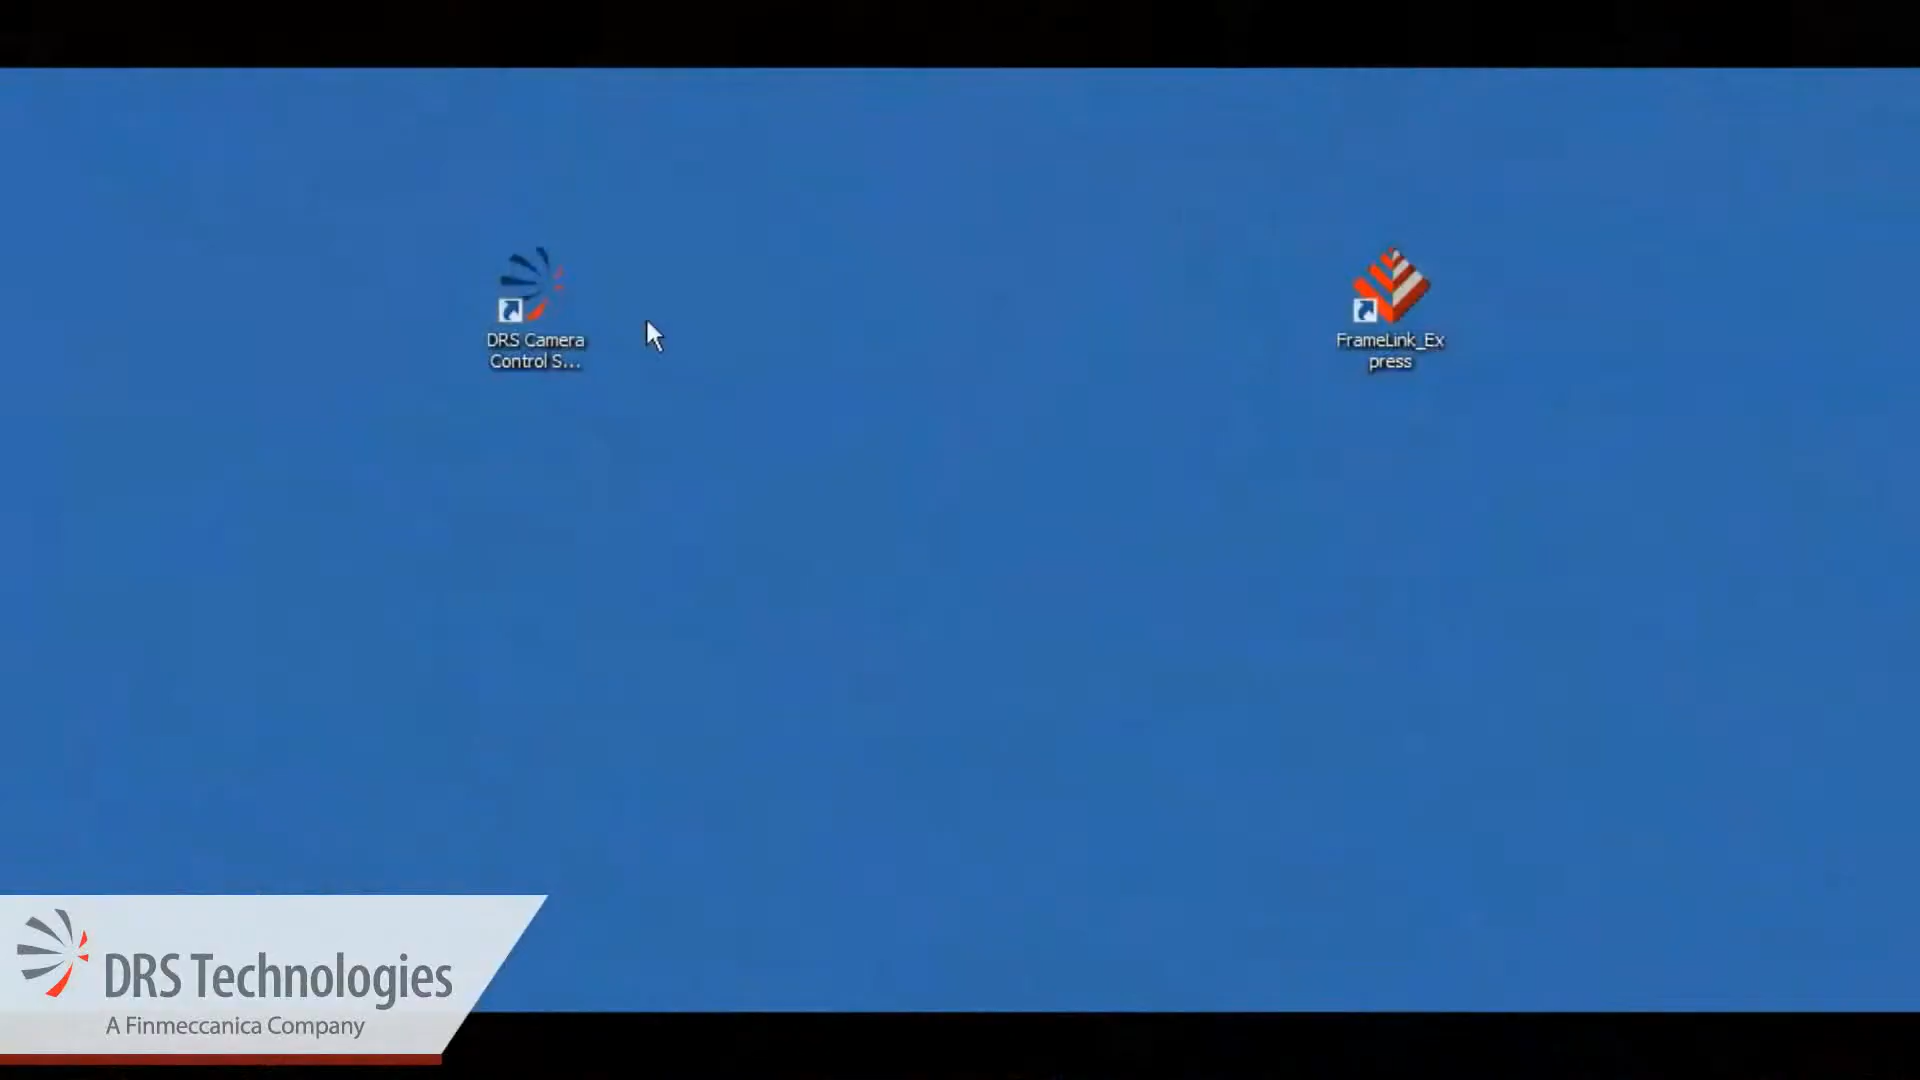 DRS Camera
Control S...
FrameLink_Ex
press
DRS Technologies
A Finmeccanica Company